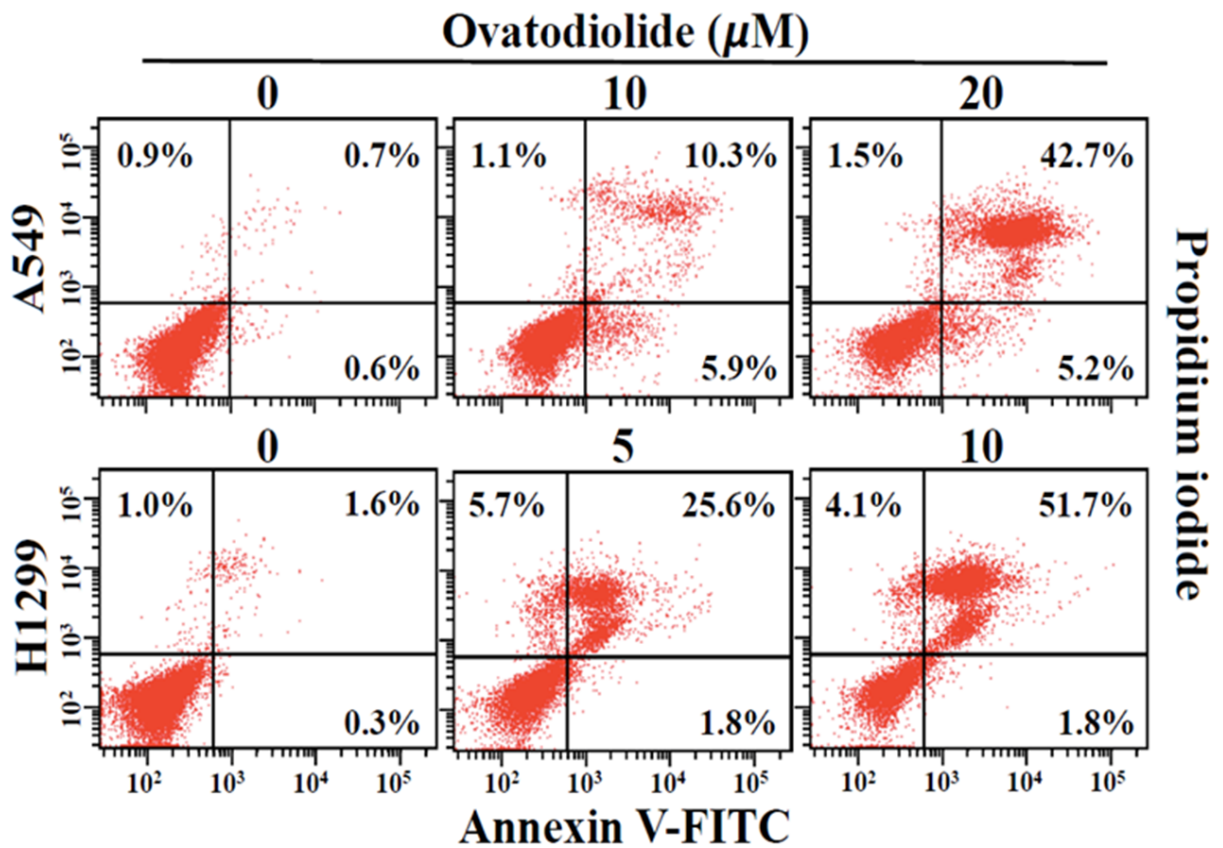 Ovatodiolide (μM)
0 10 20
A549
10⁵ 0.9% 0.7% 1.1% 10.3% 1.5% 42.7%
10⁴
10³
10² 0.6% 5.9% 5.2%
Propidium iodide
0 5 10
H1299
10⁵ 1.0% 1.6% 5.7% 25.6% 4.1% 51.7%
10⁴
10³
10² 0.3% 1.8% 1.8%
10² 10³ 10⁴ 10⁵ 10² 10³ 10⁴ 10⁵ 10² 10³ 10⁴ 10⁵
Annexin V-FITC